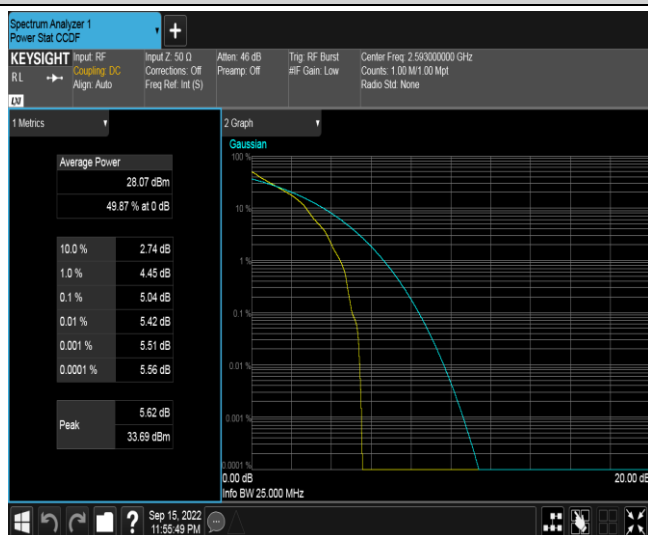 Spectrum Analyzer 1
Power Stat CCDF
+
KEYSIGHT
Input: RF
Coupling: DC
Align: Auto
RL
LXI
Input Z: 50 Ω
Corrections: Off
Freq Ref: Int (S)
Atten: 46 dB
Preamp: Off
Trig: RF Burst
#IF Gain: Low
Center Freq: 2.593000000 GHz
Counts: 1.00 M/1.00 Mpt
Radio Std: None
1 Metrics
Average Power
28.07 dBm
49.87 % at 0 dB
10.0 % 2.74 dB
1.0 % 4.45 dB
0.1 % 5.04 dB
0.01 % 5.42 dB
0.001 % 5.51 dB
0.0001 % 5.56 dB
Peak
5.62 dB
33.69 dBm
2 Graph
Gaussian
100 %
10 %
1 %
0.1 %
0.01 %
0.001 %
0.0001 %
0.00 dB
20.00 dB
Info BW 25.000 MHz
?
Sep 15, 2022
11:55:49 PM